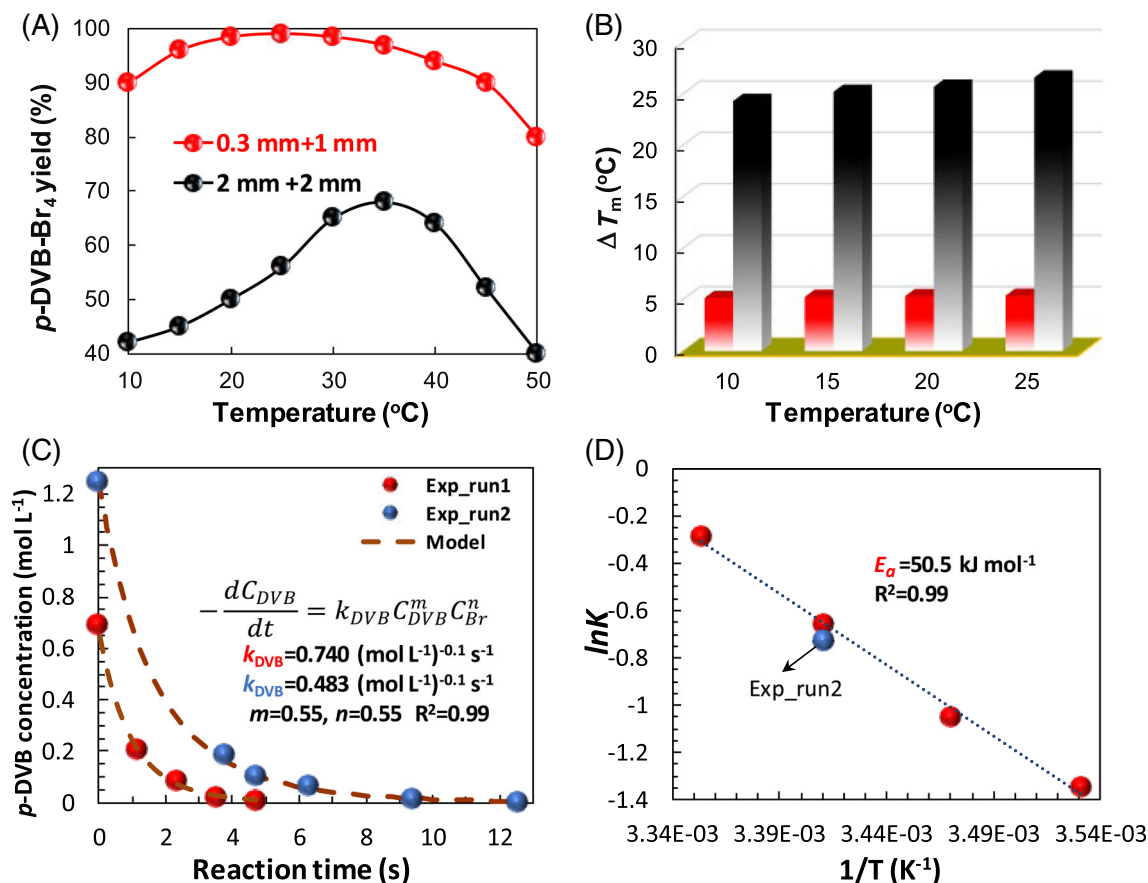 (A)
100
90
80
70
60
50
40
p-DVB-Br4 yield (%)
0.3 mm+1 mm
2 mm +2 mm
10 20 30 40 50
Temperature (°C)
(B)
30
25
20
15
10
5
0
Δ Tm (°C)
10 15 20 25
Temperature (°C)
(C)
1.2
1
0.8
0.6
0.4
0.2
0
p-DVB concentration (mol L-1)
Exp_run1
Exp_run2
Model
−dC_DVB/dt = k_DVB C^m_DVB C^n_Br
kDVB=0.740 (mol L-1)-0.1 s-1
kDVB=0.483 (mol L-1)-0.1 s-1
m=0.55, n=0.55 R2=0.99
0 2 4 6 8 10 12
Reaction time (s)
(D)
0
-0.2
-0.4
-0.6
-0.8
-1
-1.2
-1.4
lnK
Ea=50.5 kJ mol-1
R2=0.99
Exp_run2
3.34E-03 3.39E-03 3.44E-03 3.49E-03 3.54E-03
1/T (K-1)